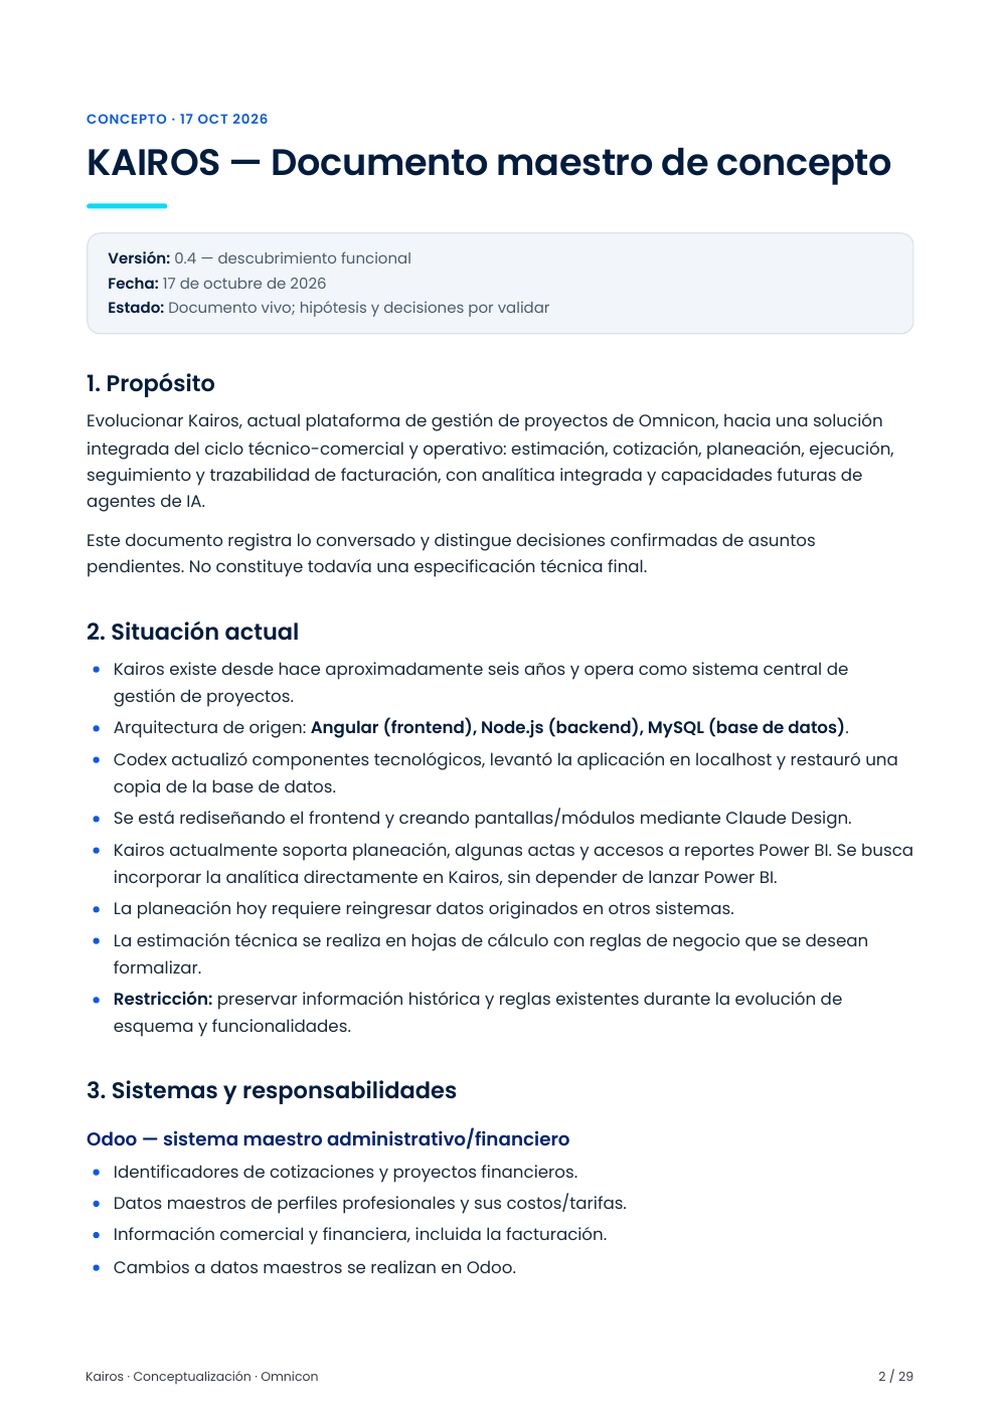 CONCEPTO · 17 OCT 2026
KAIROS — Documento maestro de concepto
Versión: 0.4 — descubrimiento funcional
Fecha: 17 de octubre de 2026
Estado: Documento vivo; hipótesis y decisiones por validar
1. Propósito
Evolucionar Kairos, actual plataforma de gestión de proyectos de Omnicon, hacia una solución
integrada del ciclo técnico-comercial y operativo: estimación, cotización, planeación, ejecución,
seguimiento y trazabilidad de facturación, con analítica integrada y capacidades futuras de
agentes de IA.
Este documento registra lo conversado y distingue decisiones confirmadas de asuntos
pendientes. No constituye todavía una especificación técnica final.
2. Situación actual
• Kairos existe desde hace aproximadamente seis años y opera como sistema central de
gestión de proyectos.
• Arquitectura de origen: Angular (frontend), Node.js (backend), MySQL (base de datos).
• Codex actualizó componentes tecnológicos, levantó la aplicación en localhost y restauró una
copia de la base de datos.
• Se está rediseñando el frontend y creando pantallas/módulos mediante Claude Design.
• Kairos actualmente soporta planeación, algunas actas y accesos a reportes Power BI. Se busca
incorporar la analítica directamente en Kairos, sin depender de lanzar Power BI.
• La planeación hoy requiere reingresar datos originados en otros sistemas.
• La estimación técnica se realiza en hojas de cálculo con reglas de negocio que se desean
formalizar.
• Restricción: preservar información histórica y reglas existentes durante la evolución de
esquema y funcionalidades.
3. Sistemas y responsabilidades
Odoo — sistema maestro administrativo/financiero
• Identificadores de cotizaciones y proyectos financieros.
• Datos maestros de perfiles profesionales y sus costos/tarifas.
• Información comercial y financiera, incluida la facturación.
• Cambios a datos maestros se realizan en Odoo.
Kairos · Conceptualización · Omnicon
2 / 29